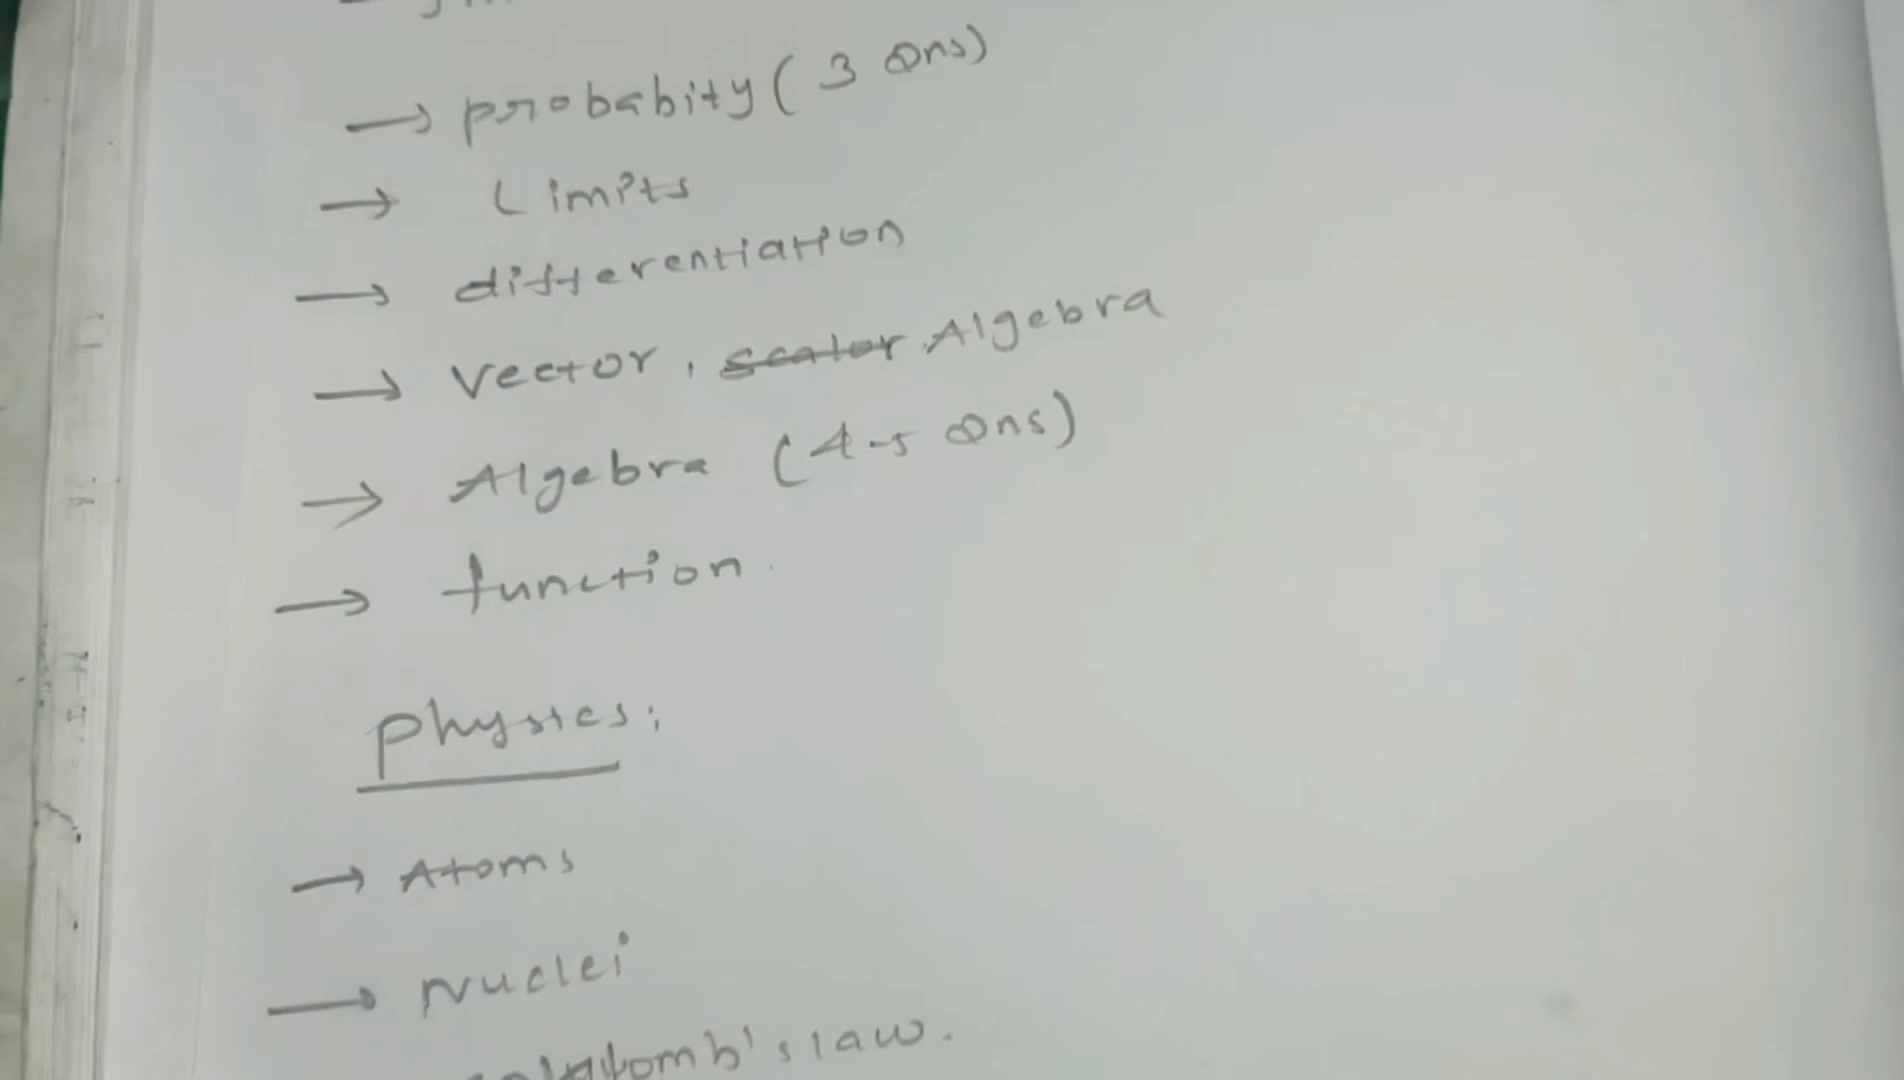 → probabity ( 3 Qns)
→ Limits
→ differentiation
→ Vector, scalar Algebra
→ Algebra (4-5 Qns)
→ function.
Physics:
→ Atoms
→ Nuclei
law.